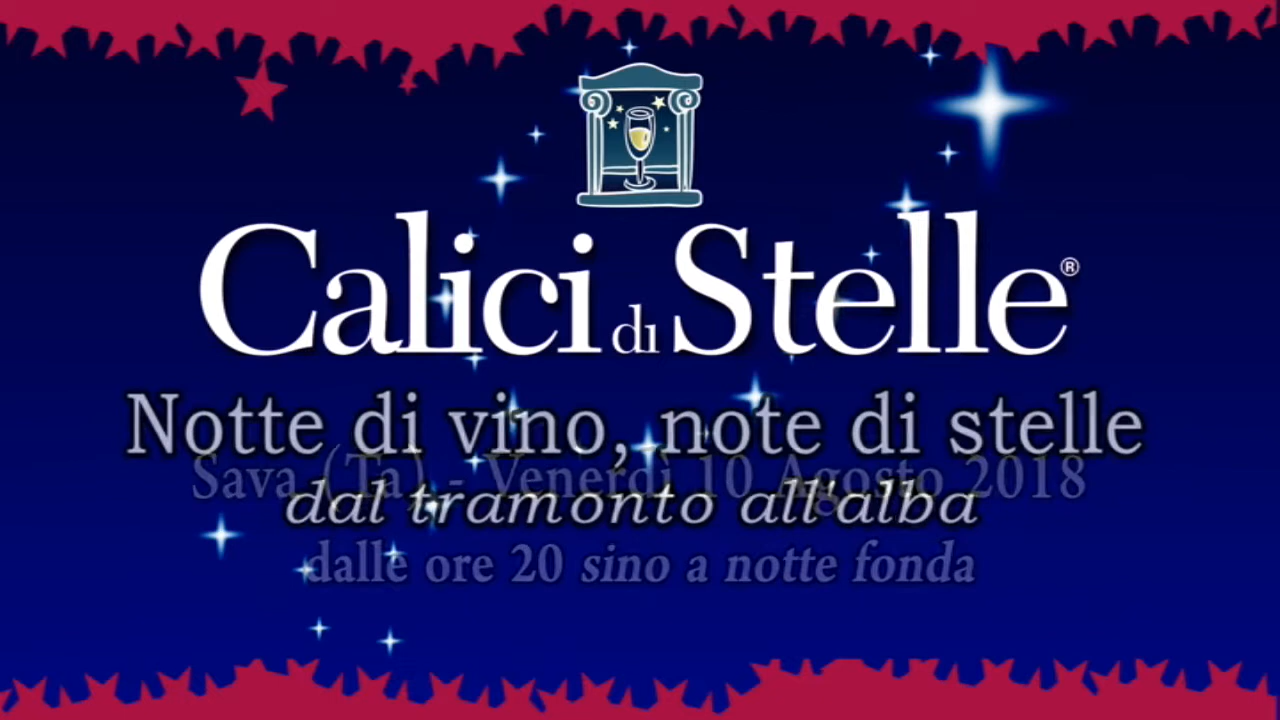 Calici di Stelle®
Notte di vino, note di stelle
Sava (Ta) - Venerdì 10 Agosto 2018
dal tramonto all'alba
dalle ore 20 sino a notte fonda